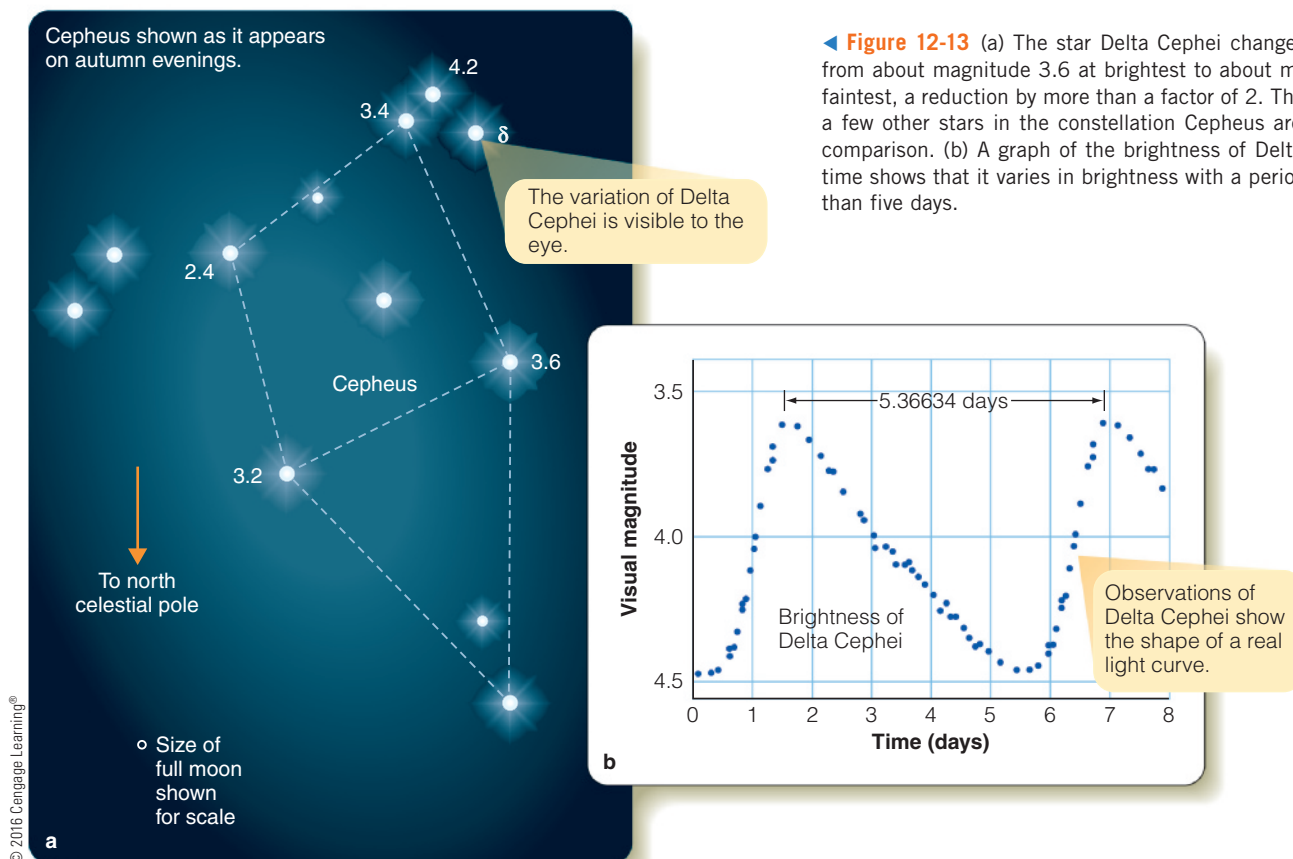 Cepheus shown as it appears
on autumn evenings.
4.2
3.4
δ
The variation of Delta
Cephei is visible to the
eye.
2.4
3.6
Cepheus
3.2
To north
celestial pole
Size of
full moon
shown
for scale
a
© 2016 Cengage Learning®
◀ Figure 12-13 (a) The star Delta Cephei change
from about magnitude 3.6 at brightest to about m
faintest, a reduction by more than a factor of 2. Th
a few other stars in the constellation Cepheus are
comparison. (b) A graph of the brightness of Delt
time shows that it varies in brightness with a perio
than five days.
3.5
5.36634 days
Visual magnitude
4.0
Brightness of
Delta Cephei
Observations of
Delta Cephei show
the shape of a real
light curve.
4.5
0 1 2 3 4 5 6 7 8
Time (days)
b